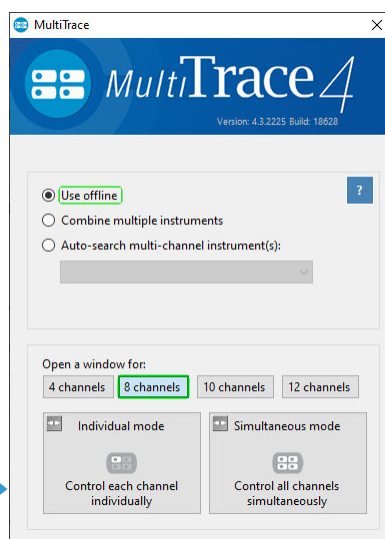 MultiTrace
MultiTrace 4
Version: 4.3.2225 Build: 18628
?
Use offline
Combine multiple instruments
Auto-search multi-channel instrument(s):
Open a window for:
4 channels 8 channels 10 channels 12 channels
Individual mode Simultaneous mode
Control each channel Control all channels
individually simultaneously